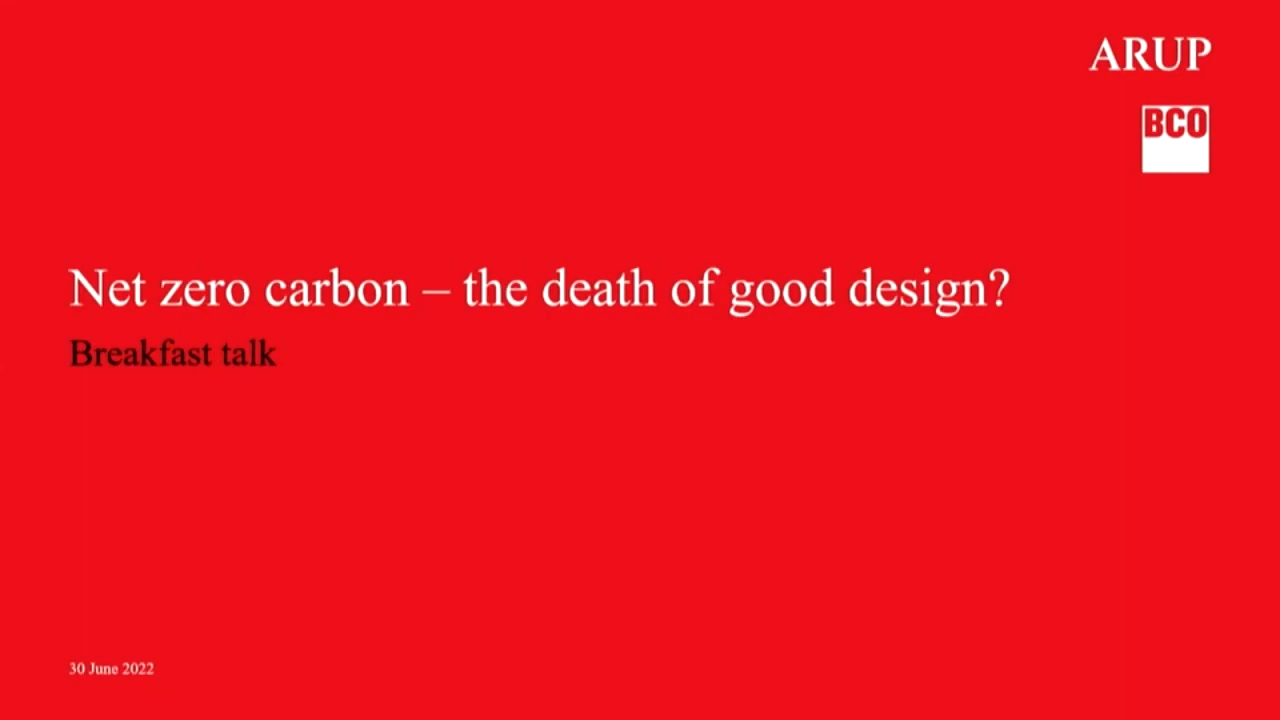 ARUP
BCO
Net zero carbon – the death of good design?
Breakfast talk
30 June 2022